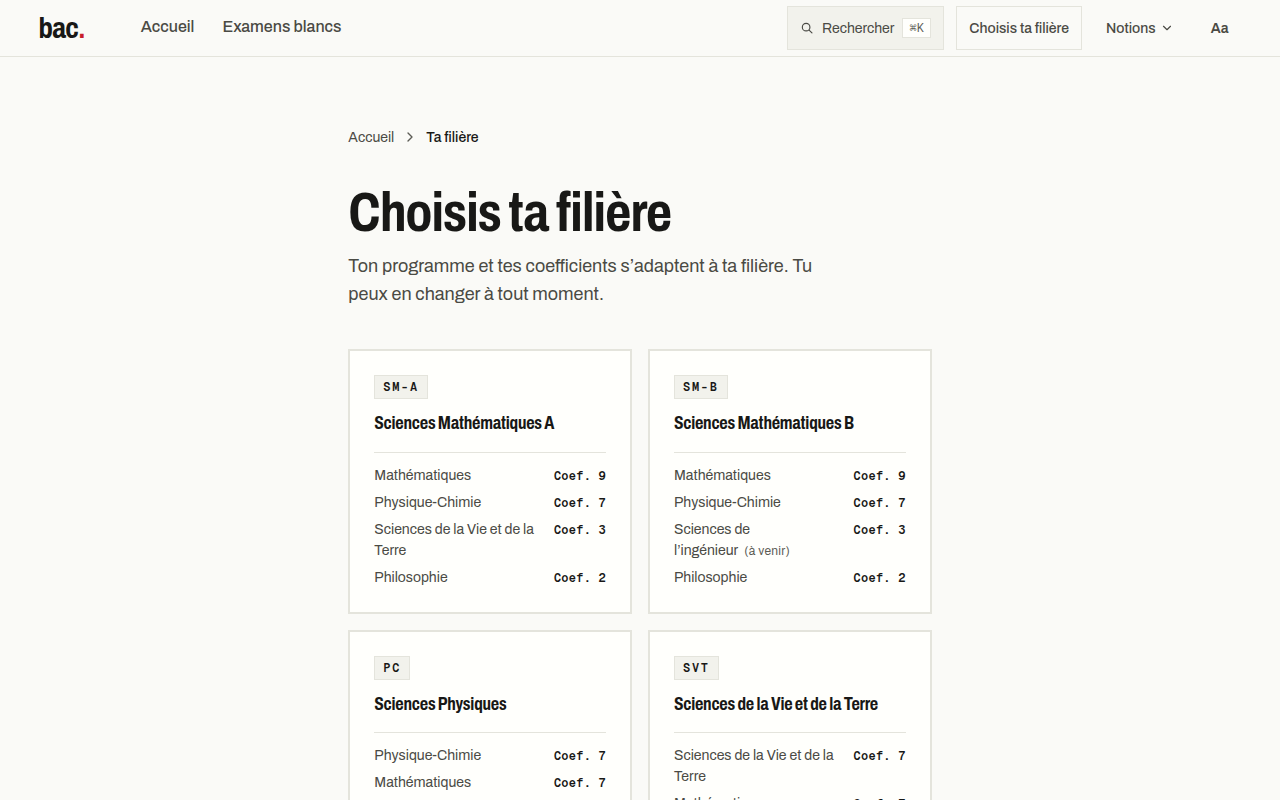 bac.
Accueil
Examens blancs
Rechercher ⌘K
Choisis ta filière
Notions
Aa
Accueil > Ta filière
Choisis ta filière
Ton programme et tes coefficients s’adaptent à ta filière. Tu
peux en changer à tout moment.
SM-A
Sciences Mathématiques A
Mathématiques Coef. 9
Physique-Chimie Coef. 7
Sciences de la Vie et de la Coef. 3
Terre
Philosophie Coef. 2
SM-B
Sciences Mathématiques B
Mathématiques Coef. 9
Physique-Chimie Coef. 7
Sciences de Coef. 3
l’ingénieur (à venir)
Philosophie Coef. 2
PC
Sciences Physiques
Physique-Chimie Coef. 7
Mathématiques Coef. 7
SVT
Sciences de la Vie et de la Terre
Sciences de la Vie et de la Coef. 7
Terre